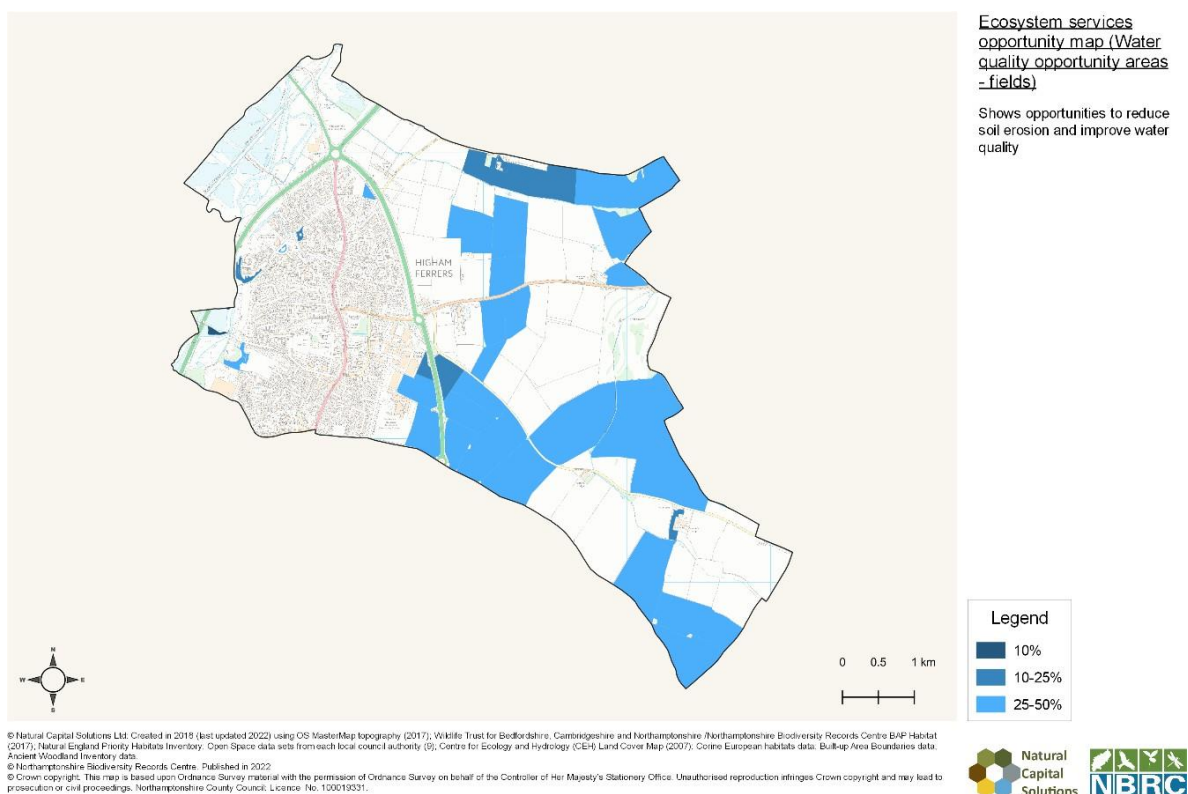 Ecosystem services
opportunity map (Water
quality opportunity areas
- fields)
Shows opportunities to reduce
soil erosion and improve water
quality
HIGHAM
FERRERS
N
W
E
S
0 0.5 1 km
Legend
10%
10-25%
25-50%
© Natural Capital Solutions Ltd. Created in 2018 (last updated 2022) using OS MasterMap topography (2017); Wildlife Trust for Bedfordshire, Cambridgeshire and Northamptonshire /Northamptonshire Biodiversity Records Centre BAP Habitat
(2017); Natural England Priority Habitats Inventory. Open Space data sets from each local council authority (9); Centre for Ecology and Hydrology (CEH) Land Cover Map (2007); Corine European habitats data. Built-up Area Boundaries data,
Ancient Woodland Inventory data.
© Northamptonshire Biodiversity Records Centre. Published in 2022
© Crown copyright. This map is based upon Ordnance Survey material with the permission of Ordnance Survey on behalf of the Controller of Her Majesty's Stationery Office. Unauthorised reproduction infringes Crown copyright and may lead to
prosecution or civil proceedings. Northamptonshire County Council: Licence No. 100019331.
Natural
Capital
Solutions
NBRC